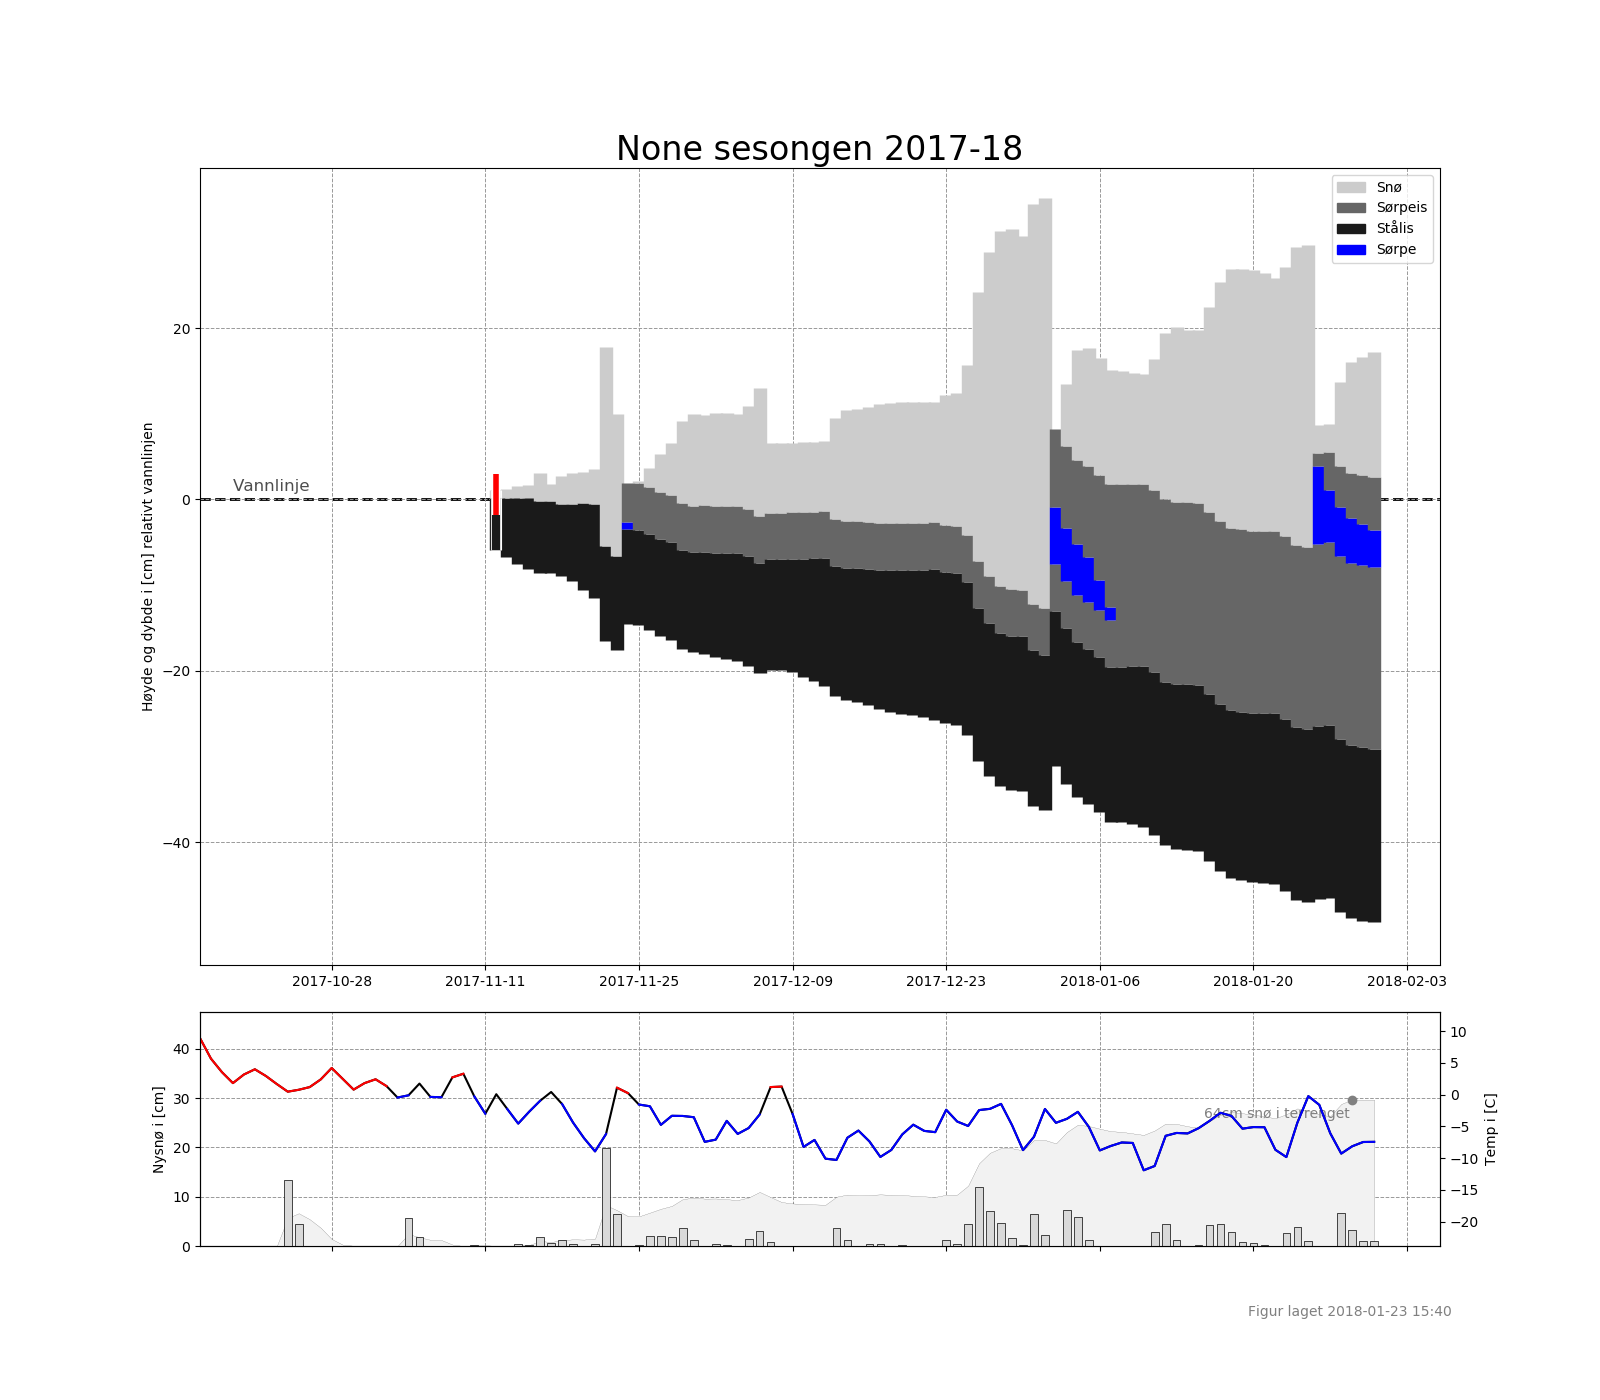 None sesongen 2017-18
Snø
Sørpeis
Stålis
Sørpe
Høyde og dybde i [cm] relativt vannlinjen
20
0
−20
−40
Vannlinje
2017-10-28 2017-11-11 2017-11-25 2017-12-09 2017-12-23 2018-01-06 2018-01-20 2018-02-03
Nysnø i [cm]
40
30
20
10
0
64cm snø i terrenget
10
5
0
−5
−10
−15
−20
Temp i [C]
Figur laget 2018-01-23 15:40